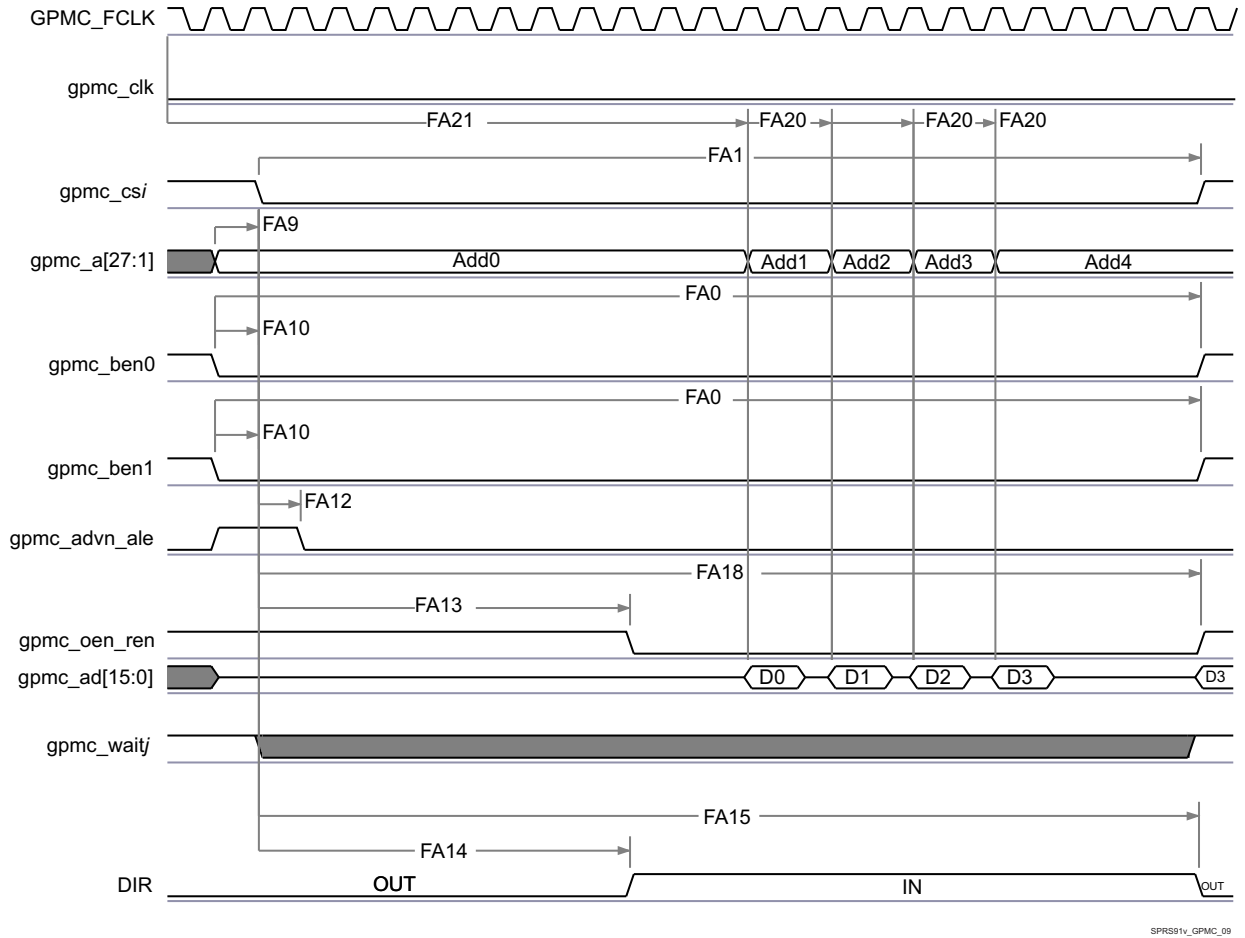 GPMC_FCLK
gpmc_clk
FA21 FA20 FA20 FA20
FA1
gpmc_csi
FA9
gpmc_a[27:1] Add0 Add1 Add2 Add3 Add4
FA0
FA10
gpmc_ben0
FA0
FA10
gpmc_ben1
FA12
gpmc_advn_ale
FA18
FA13
gpmc_oen_ren
gpmc_ad[15:0] D0 D1 D2 D3 D3
gpmc_waitj
FA15
FA14
DIR OUT IN OUT
SPRS91v_GPMC_09